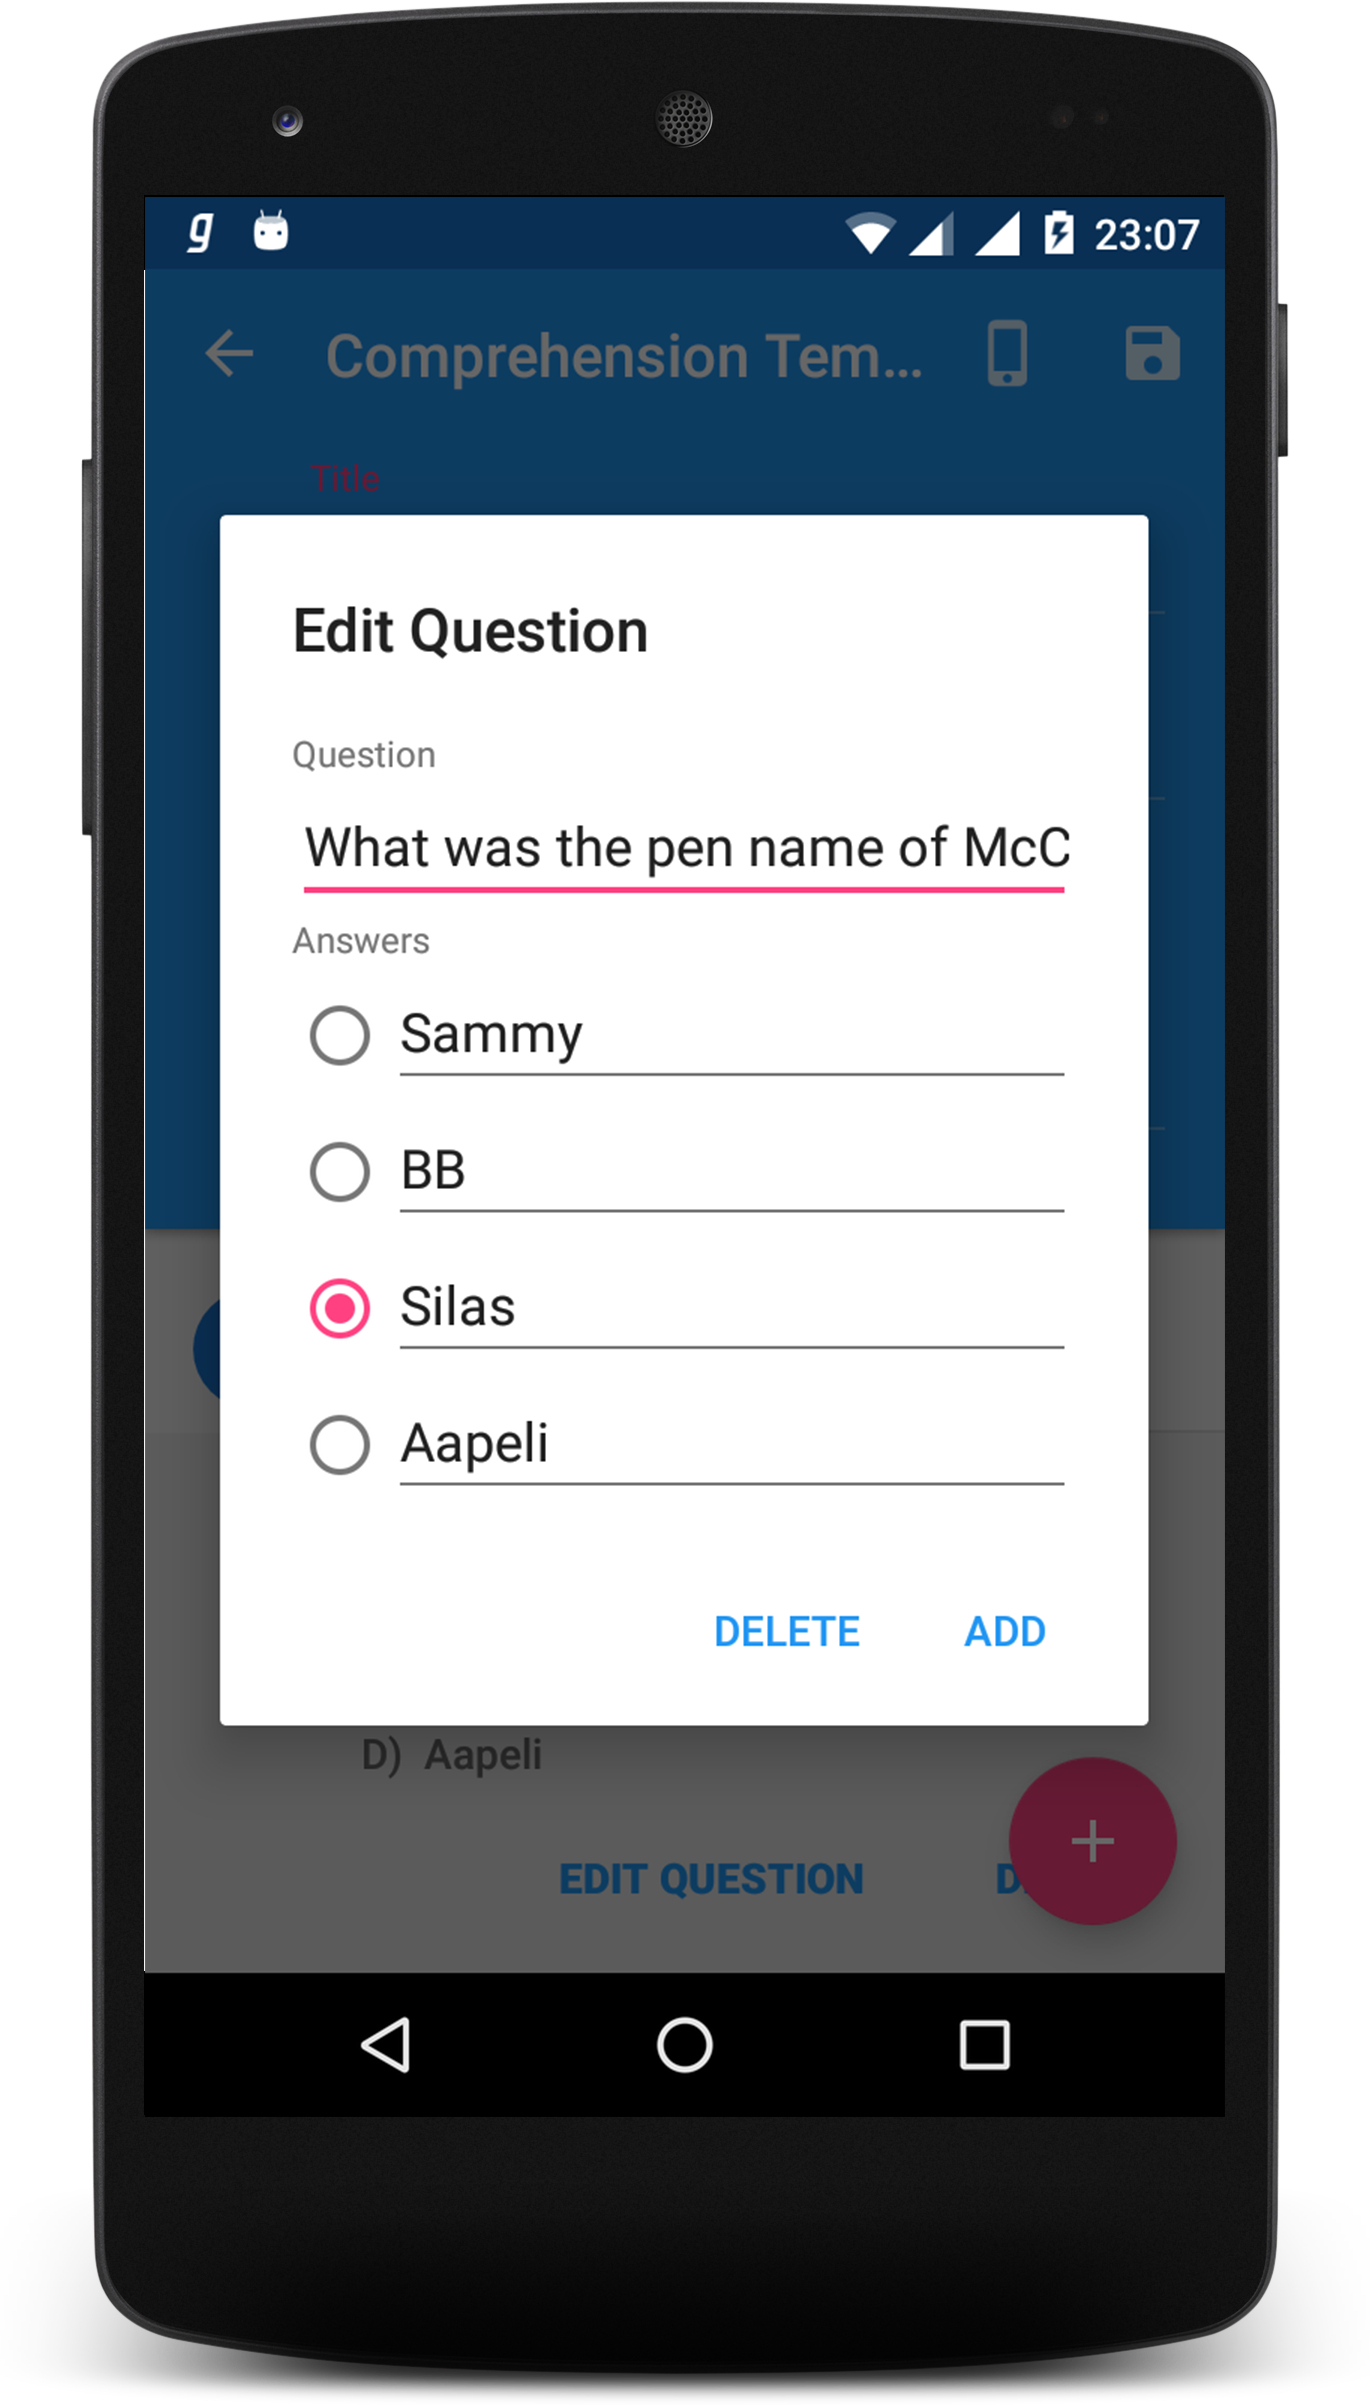 g 23:07
Comprehension Tem...
Title
Edit Question
Question
What was the pen name of McC
Answers
Sammy
BB
Silas
Aapeli
DELETE ADD
D) Aapeli
EDIT QUESTION